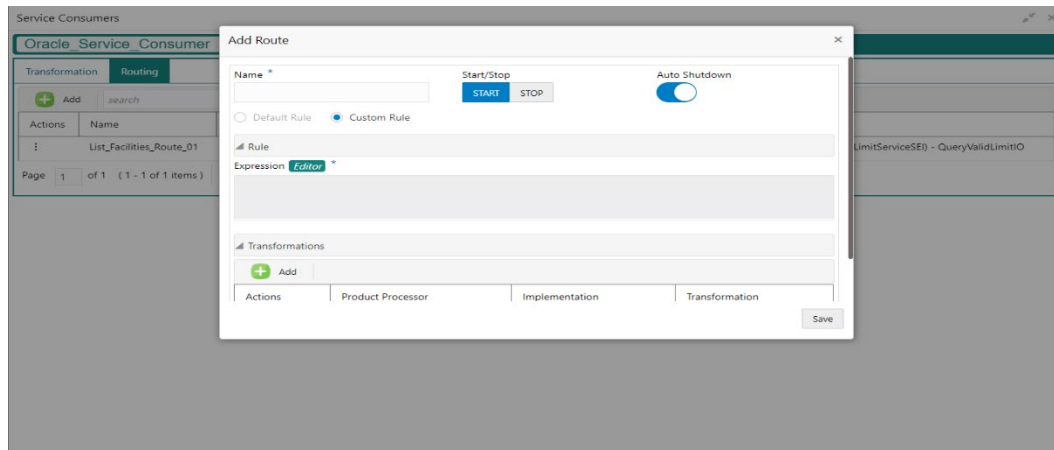 Service Consumers
Oracle_Service_Consumer
Transformation Routing
Add search
Actions Name
List_Facilities_Route_01 LimitServiceSEI) - QueryValidLimitIO
Page 1 of 1 ( 1 - 1 of 1 items )
Add Route
Name * Start/Stop Auto Shutdown
START STOP
Default Rule Custom Rule
Rule
Expression Editor *
Transformations
Add
Actions Product Processor Implementation Transformation
Save